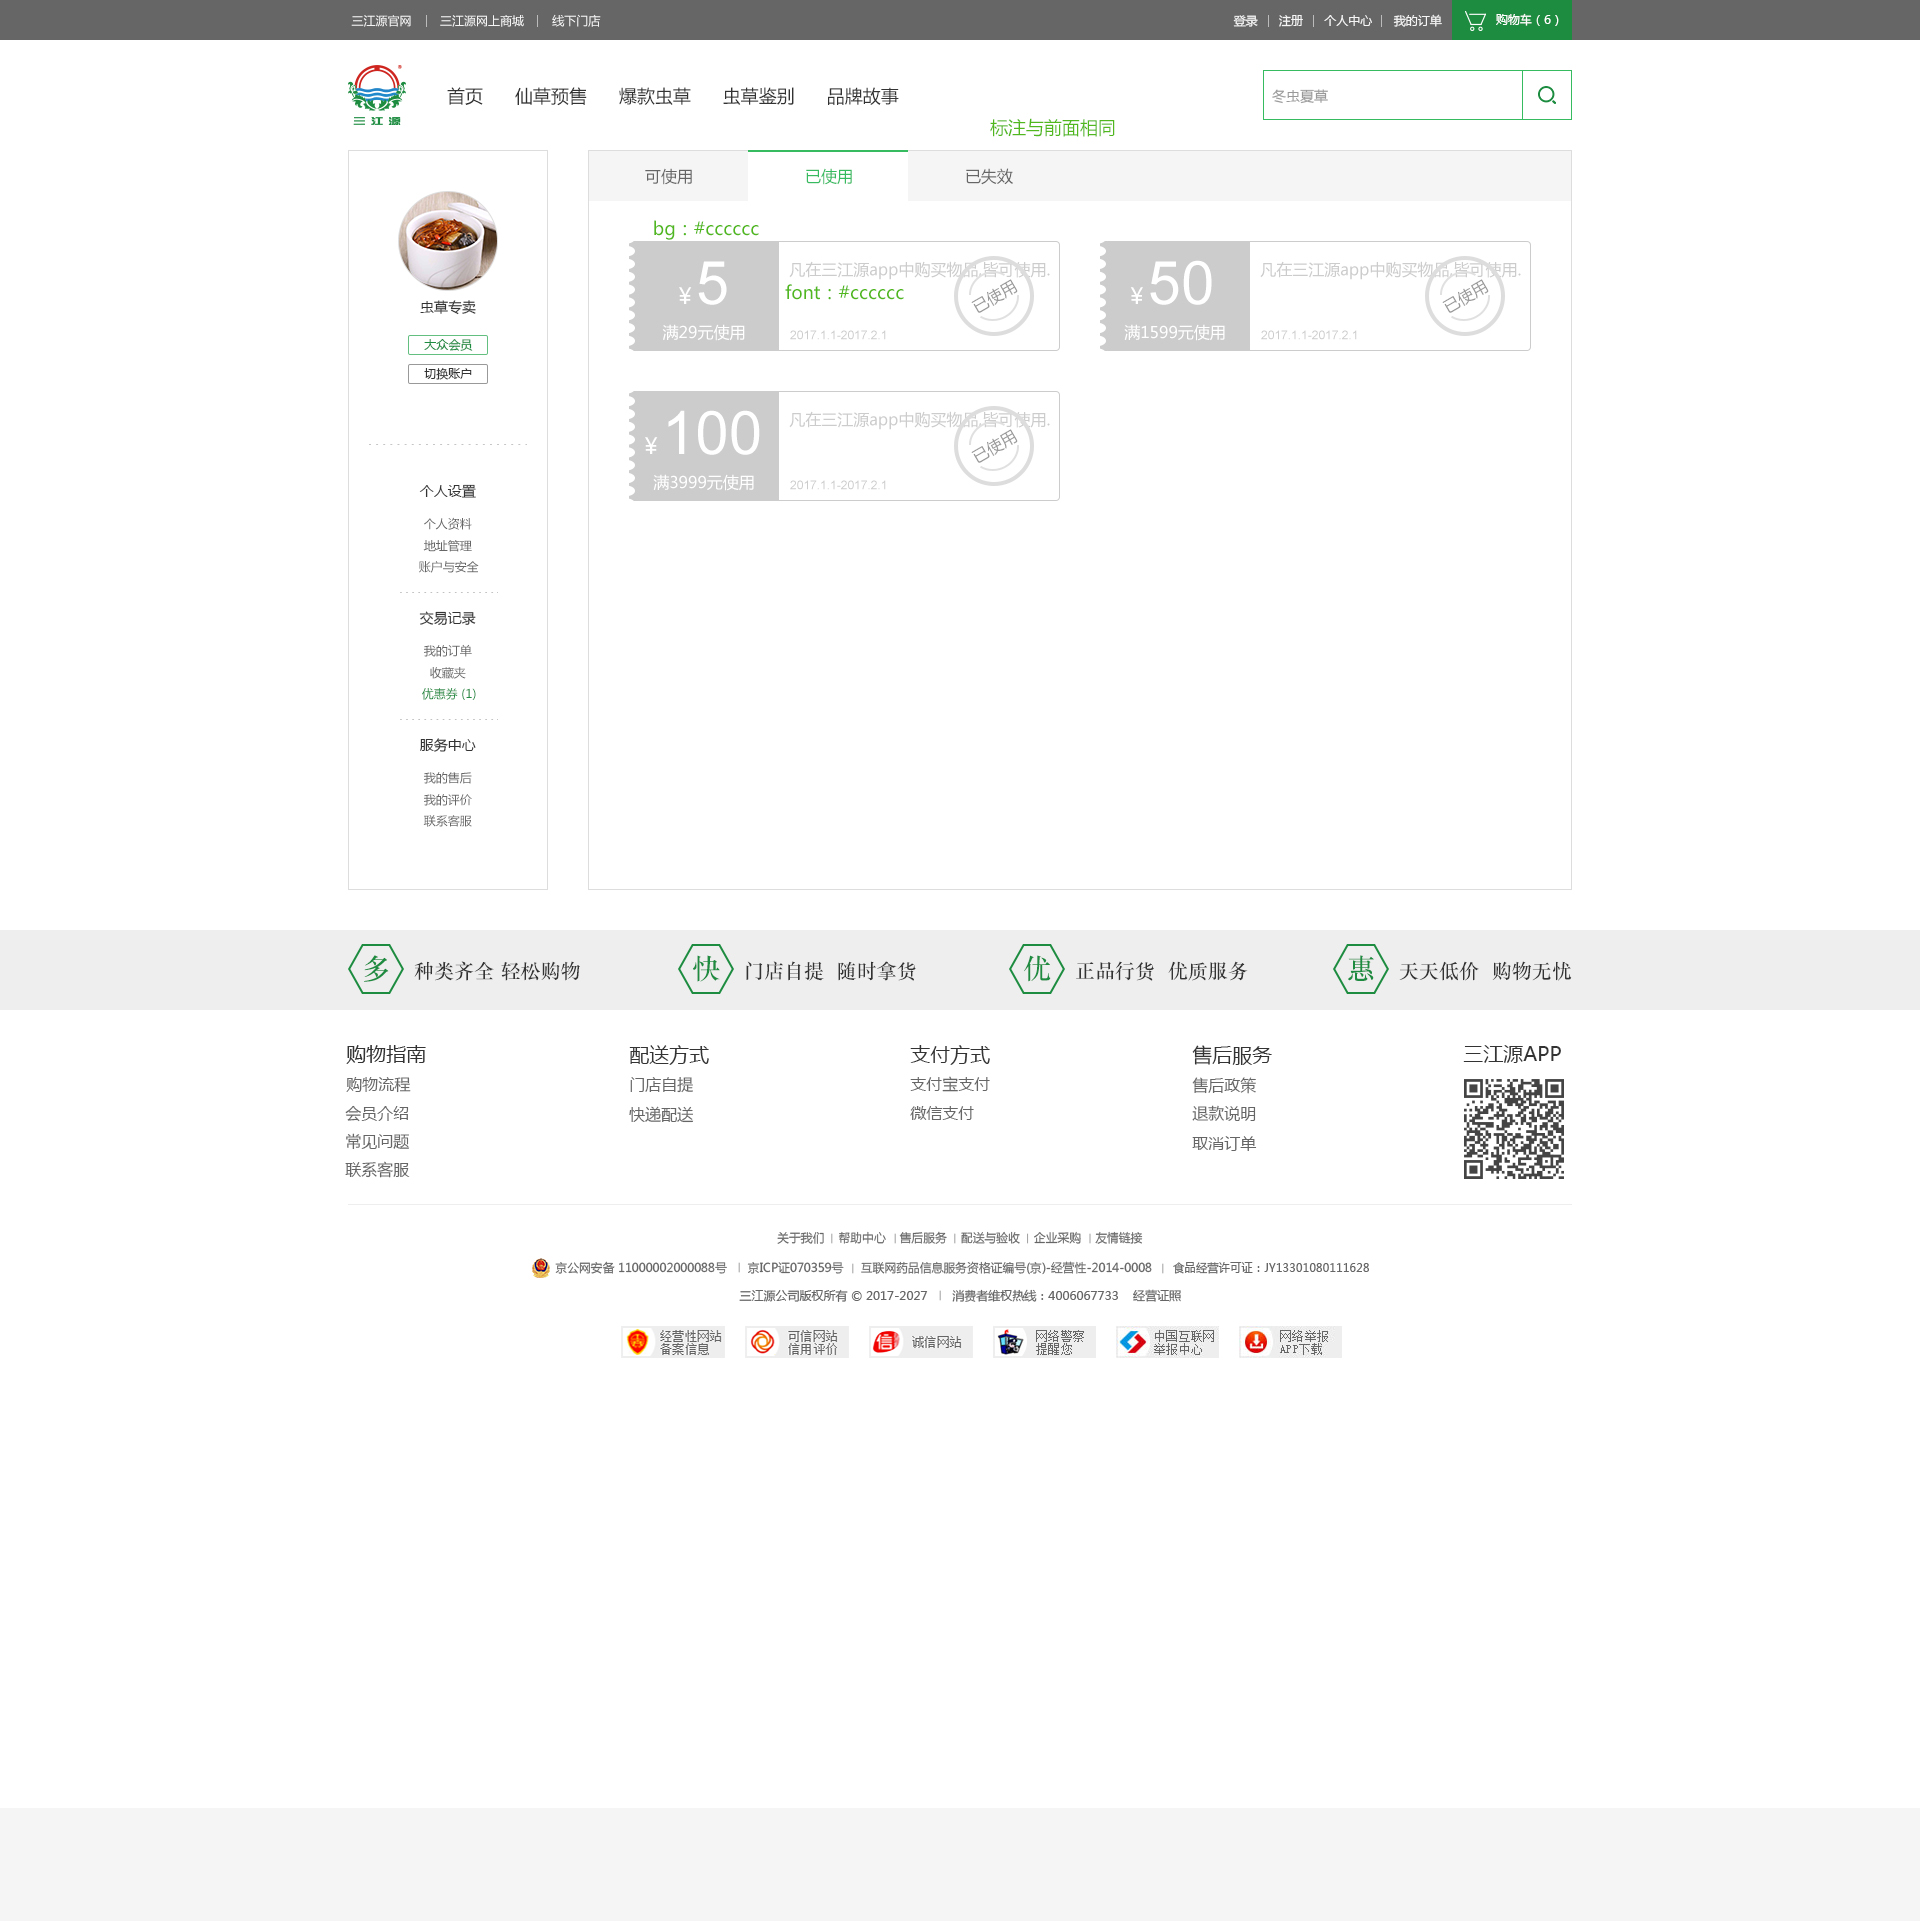 三江源官网 | 三江源网上商城 | 线下门店
登录 | 注册 | 个人中心 | 我的订单 购物车（6）
三江源
首页 仙草预售 爆款虫草 虫草鉴别 品牌故事
冬虫夏草
标注与前面相同
虫草专卖
大众会员
切换账户
个人设置
个人资料
地址管理
账户与安全
交易记录
我的订单
收藏夹
优惠券 (1)
服务中心
我的售后
我的评价
联系客服
可使用 已使用 已失效
bg：#cccccc
¥ 5
满29元使用
凡在三江源app中购买物品,皆可使用.
font：#cccccc
2017.1.1-2017.2.1
已使用
¥ 50
满1599元使用
凡在三江源app中购买物品,皆可使用.
2017.1.1-2017.2.1
已使用
¥ 100
满3999元使用
凡在三江源app中购买物品,皆可使用.
2017.1.1-2017.2.1
已使用
多 种类齐全 轻松购物
快 门店自提 随时拿货
优 正品行货 优质服务
惠 天天低价 购物无忧
购物指南
购物流程
会员介绍
常见问题
联系客服
配送方式
门店自提
快递配送
支付方式
支付宝支付
微信支付
售后服务
售后政策
退款说明
取消订单
三江源APP
关于我们 | 帮助中心 | 售后服务 | 配送与验收 | 企业采购 | 友情链接
京公网安备 11000002000088号 | 京ICP证070359号 | 互联网药品信息服务资格证编号(京)-经营性-2014-0008 | 食品经营许可证：JY13301080111628
三江源公司版权所有 © 2017-2027 | 消费者维权热线：4006067733 经营证照
经营性网站
备案信息
可信网站
信用评价
信
诚信网站
网络警察
提醒您
中国互联网
举报中心
网络举报
APP下载